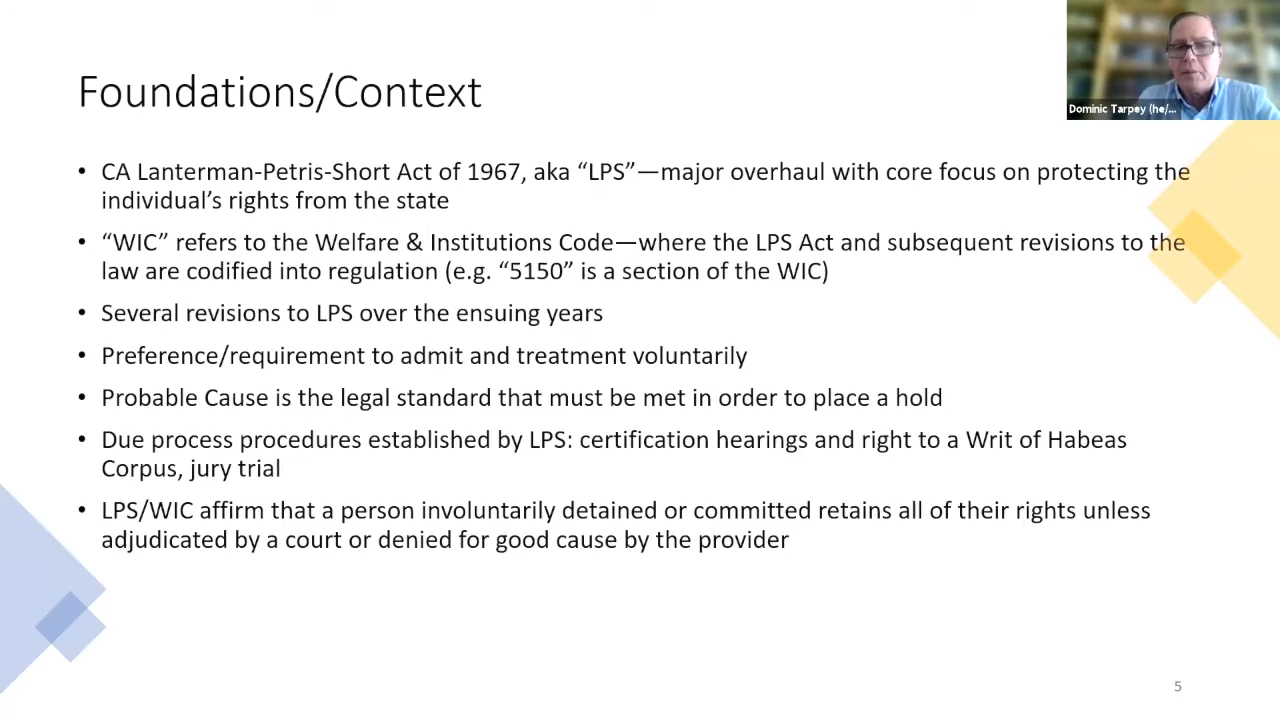 Foundations/Context
Dominic Tarpey (he/...
• CA Lanterman-Petris-Short Act of 1967, aka “LPS”—major overhaul with core focus on protecting the
individual’s rights from the state
• “WIC” refers to the Welfare & Institutions Code—where the LPS Act and subsequent revisions to the
law are codified into regulation (e.g. “5150” is a section of the WIC)
• Several revisions to LPS over the ensuing years
• Preference/requirement to admit and treatment voluntarily
• Probable Cause is the legal standard that must be met in order to place a hold
• Due process procedures established by LPS: certification hearings and right to a Writ of Habeas
Corpus, jury trial
• LPS/WIC affirm that a person involuntarily detained or committed retains all of their rights unless
adjudicated by a court or denied for good cause by the provider
5